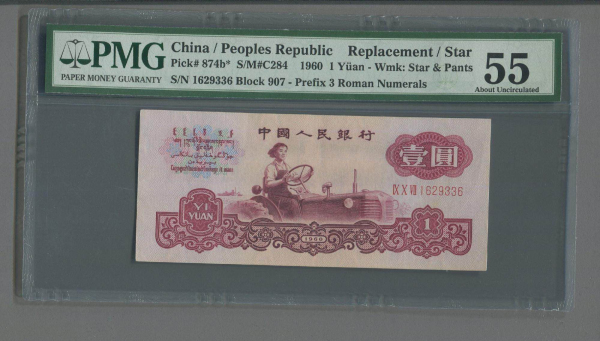 PMG
PAPER MONEY GUARANTY
China / Peoples Republic Replacement / Star
Pick# 874b* S/M#C284 1960 1 Yüan - Wmk: Star & Pants
S/N 1629336 Block 907 - Prefix 3 Roman Numerals
55
About Uncirculated
中國人民銀行
壹圓
IX X VII 1629336
YI
YUAN
1960
1